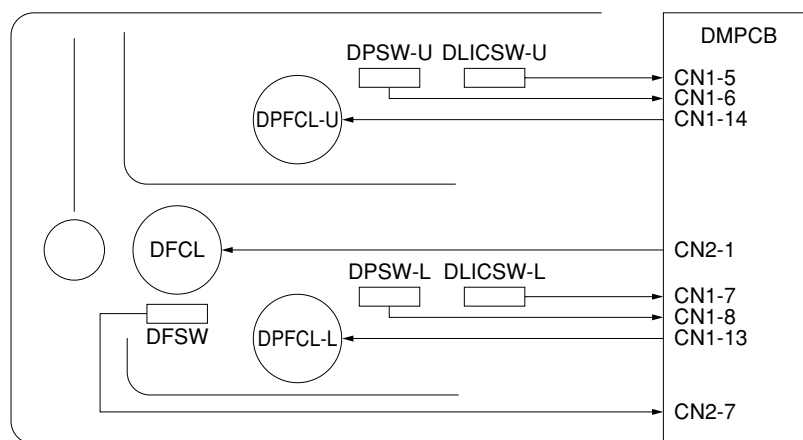 DMPCB
DPSW-U DLICSW-U
CN1-5
CN1-6
DPFCL-U
CN1-14
DFCL
CN2-1
DPSW-L DLICSW-L
CN1-7
CN1-8
DFSW
DPFCL-L
CN1-13
CN2-7